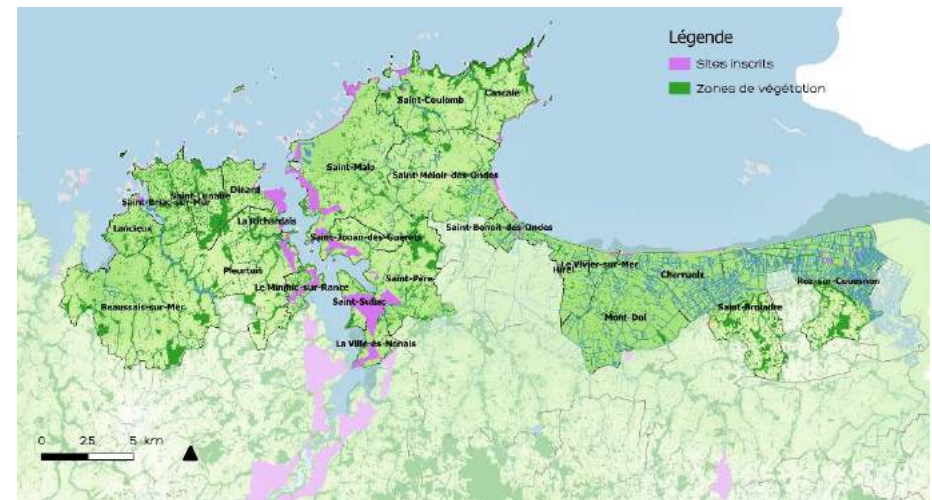 Légende
Sites inscrits
Zones de végétation
Saint-Coulomb
Cancale
Saint-Malo
Saint-Méloir-des-Ondes
Dinard
Saint-Lunaire
Saint-Briac-sur-Mer
La Richardais
Lancieux
Saint-Jouan-des-Guérets
Saint-Benoît-des-Ondes
Pleurtuit
Saint-Père
Le Vivier-sur-Mer
Hirel
Cherrueix
Roz-sur-Couesnon
Le Minihic-sur-Rance
Beaussais-sur-Mer
Saint-Suliac
Saint-Broladre
Mont-Dol
La Ville-ès-Nonais
0 2.5 5 km